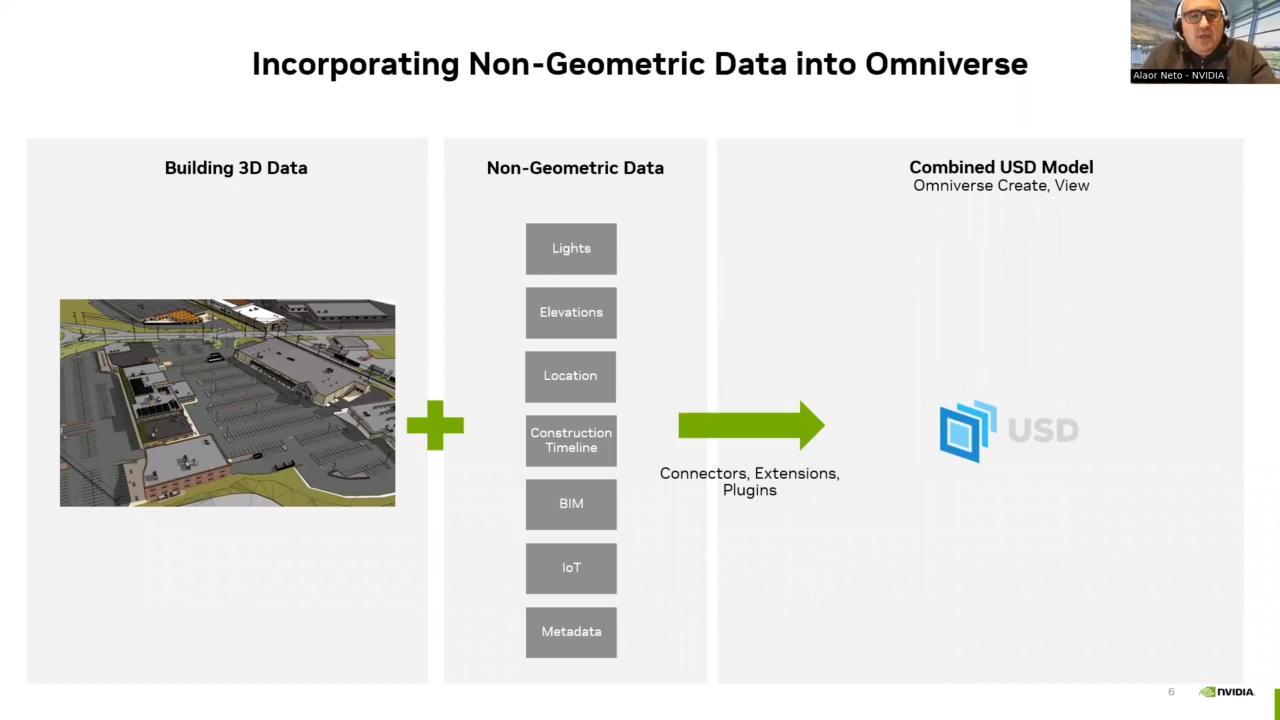 Incorporating Non-Geometric Data into Omniverse
Alaor Neto - NVIDIA
Building 3D Data
Non-Geometric Data
Lights
Elevations
Location
Construction
Timeline
BIM
IoT
Metadata
Connectors, Extensions,
Plugins
Combined USD Model
Omniverse Create, View
USD
6
NVIDIA.